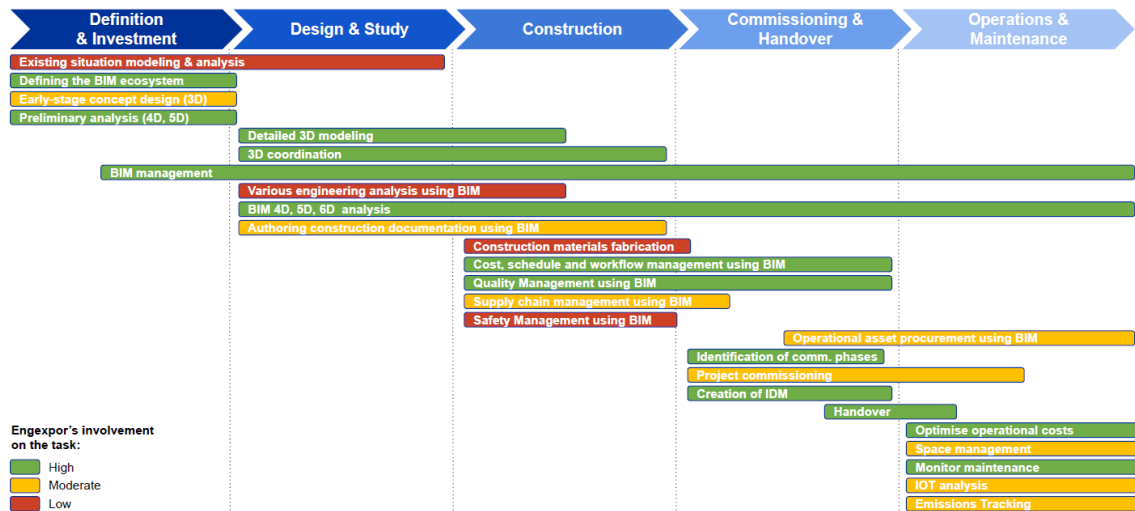 Definition
& Investment
Design & Study
Construction
Commissioning &
Handover
Operations &
Maintenance
Existing situation modeling & analysis
Defining the BIM ecosystem
Early-stage concept design (3D)
Preliminary analysis (4D, 5D)
Detailed 3D modeling
3D coordination
BIM management
Various engineering analysis using BIM
BIM 4D, 5D, 6D analysis
Authoring construction documentation using BIM
Construction materials fabrication
Cost, schedule and workflow management using BIM
Quality Management using BIM
Supply chain management using BIM
Safety Management using BIM
Operational asset procurement using BIM
Identification of comm. phases
Project commissioning
Creation of IDM
Handover
Optimise operational costs
Space management
Monitor maintenance
IOT analysis
Emissions Tracking
Engexpor's involvement
on the task:
High
Moderate
Low